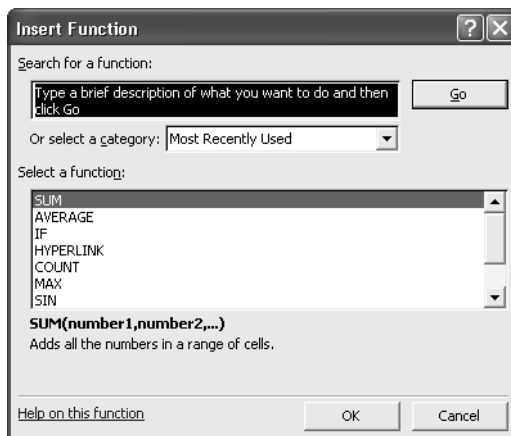 Insert Function
Search for a function:
Type a brief description of what you want to do and then
click Go
Go
Or select a category: Most Recently Used
Select a function:
SUM
AVERAGE
IF
HYPERLINK
COUNT
MAX
SIN
SUM(number1,number2,...)
Adds all the numbers in a range of cells.
Help on this function
OK
Cancel